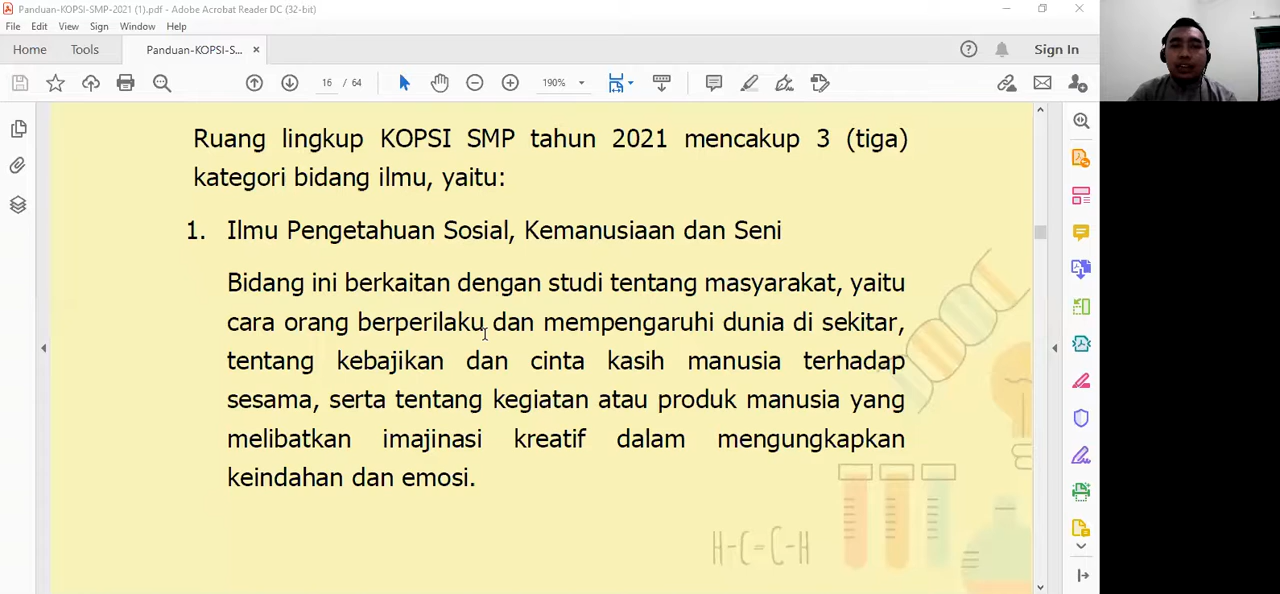 Panduan-KOPSI-SMP-2021 (1).pdf - Adobe Acrobat Reader DC (32-bit)
File Edit View Sign Window Help
Home Tools Panduan-KOPSI-S... × Sign In
16 / 64 190%
Ruang lingkup KOPSI SMP tahun 2021 mencakup 3 (tiga)
kategori bidang ilmu, yaitu:
1. Ilmu Pengetahuan Sosial, Kemanusiaan dan Seni
Bidang ini berkaitan dengan studi tentang masyarakat, yaitu
cara orang berperilaku dan mempengaruhi dunia di sekitar,
tentang kebajikan dan cinta kasih manusia terhadap
sesama, serta tentang kegiatan atau produk manusia yang
melibatkan imajinasi kreatif dalam mengungkapkan
keindahan dan emosi.
H-C=C-H